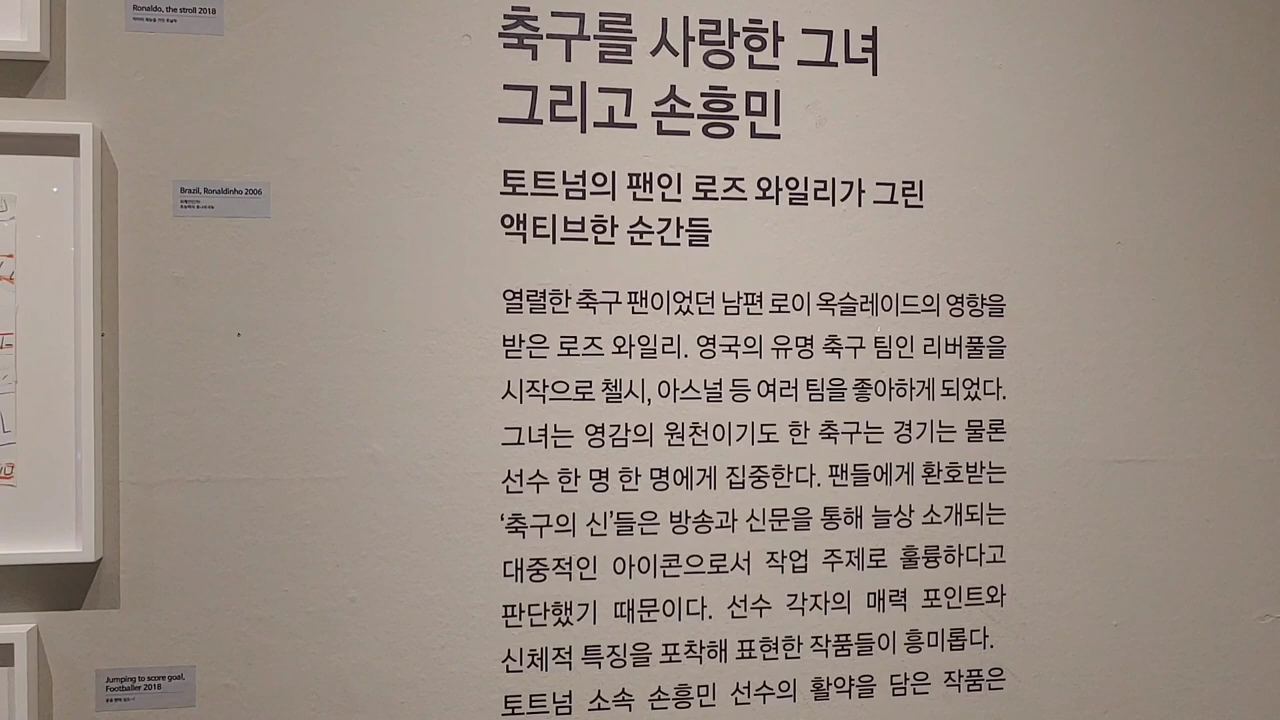 Ronaldo, the stroll 2018
축구를 사랑한 그녀
그리고 손흥민
Brazil, Ronaldinho 2006
토트넘의 팬인 로즈 와일리가 그린
액티브한 순간들
열렬한 축구 팬이었던 남편 로이 옥슬레이드의 영향을
받은 로즈 와일리. 영국의 유명 축구 팀인 리버풀을
시작으로 첼시, 아스널 등 여러 팀을 좋아하게 되었다.
그녀는 영감의 원천이기도 한 축구는 경기는 물론
선수 한 명 한 명에게 집중한다. 팬들에게 환호받는
‘축구의 신’들은 방송과 신문을 통해 늘상 소개되는
대중적인 아이콘으로서 작업 주제로 훌륭하다고
판단했기 때문이다. 선수 각자의 매력 포인트와
신체적 특징을 포착해 표현한 작품들이 흥미롭다.
토트넘 소속 손흥민 선수의 활약을 담은 작품은
Jumping to score goal,
Footballer 2018